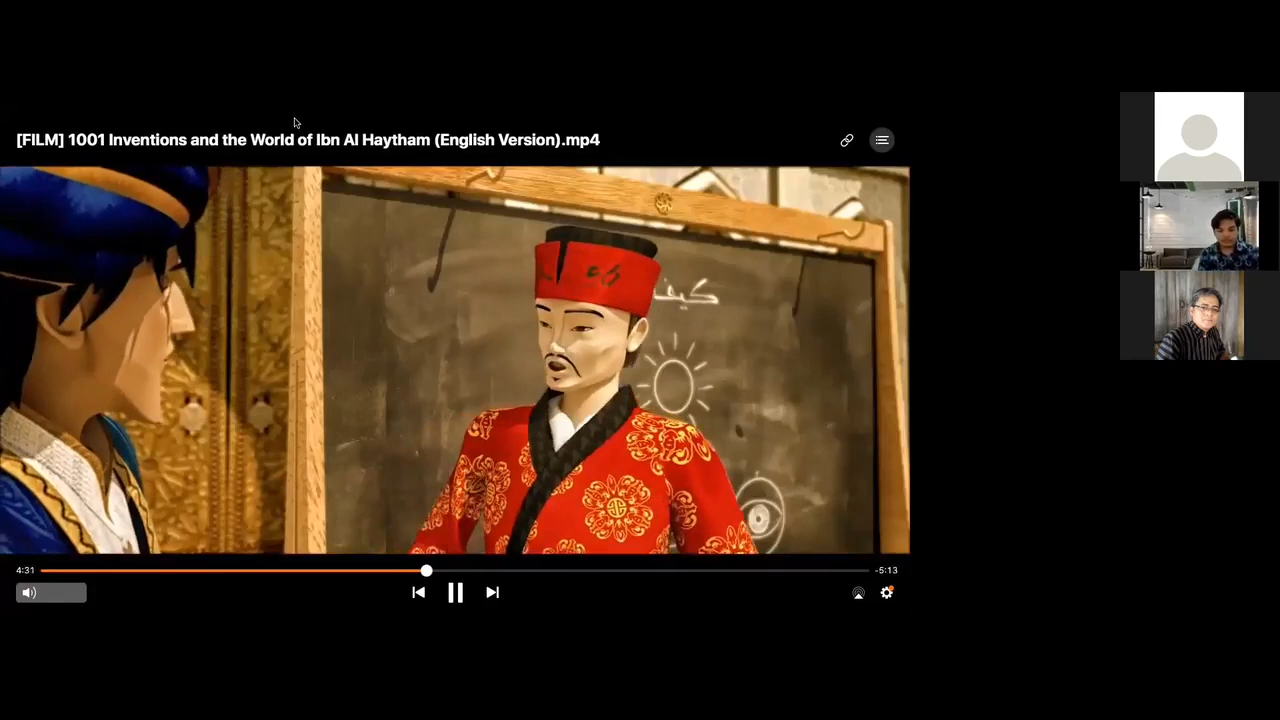 [FILM] 1001 Inventions and the World of Ibn Al Haytham (English Version).mp4
كيف
4:31
-5:13